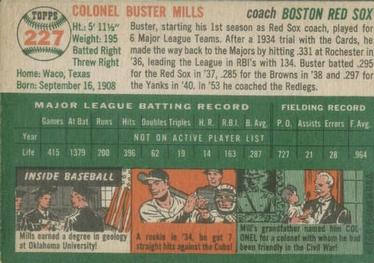 TOPPS
227
COLONEL BUSTER MILLS
coach BOSTON RED SOX
Ht.: 5' 11½"
Weight: 195
Batted Right
Threw Right
Home: Waco, Texas
Born: September 16, 1908
Buster, starting his 1st season as Red Sox coach, played for
6 Major League Teams. After a 1934 trial with the Cards, he
made the way back to the Majors by hitting .331 at Rochester
in '36, leading the League in RBI's with 134. Buster batted .295
for the Red Sox in '37, .285 for the Browns in '38 and .297 for
the Yanks in '40. In '53 he coached the Redlegs.
MAJOR LEAGUE BATTING RECORD
FIELDING RECORD
Games At Bat Runs Hits Doubles Triples H. R. R.B.I. B. Avg. P. O. Assists Errors F. Avg.
Year NOT ON ACTIVE PLAYER LIST
Life 415 1379 200 396 62 19 14 163 .287 727 21 28 .964
INSIDE BASEBALL
Mills earned a degree in geology
at Oklahoma University!
A rookie in '34, he got 7
straight hits against the Cubs!
Mill's grandfather named him COL-
ONEL for a colonel with whom he had
been friendly in the Civil War!